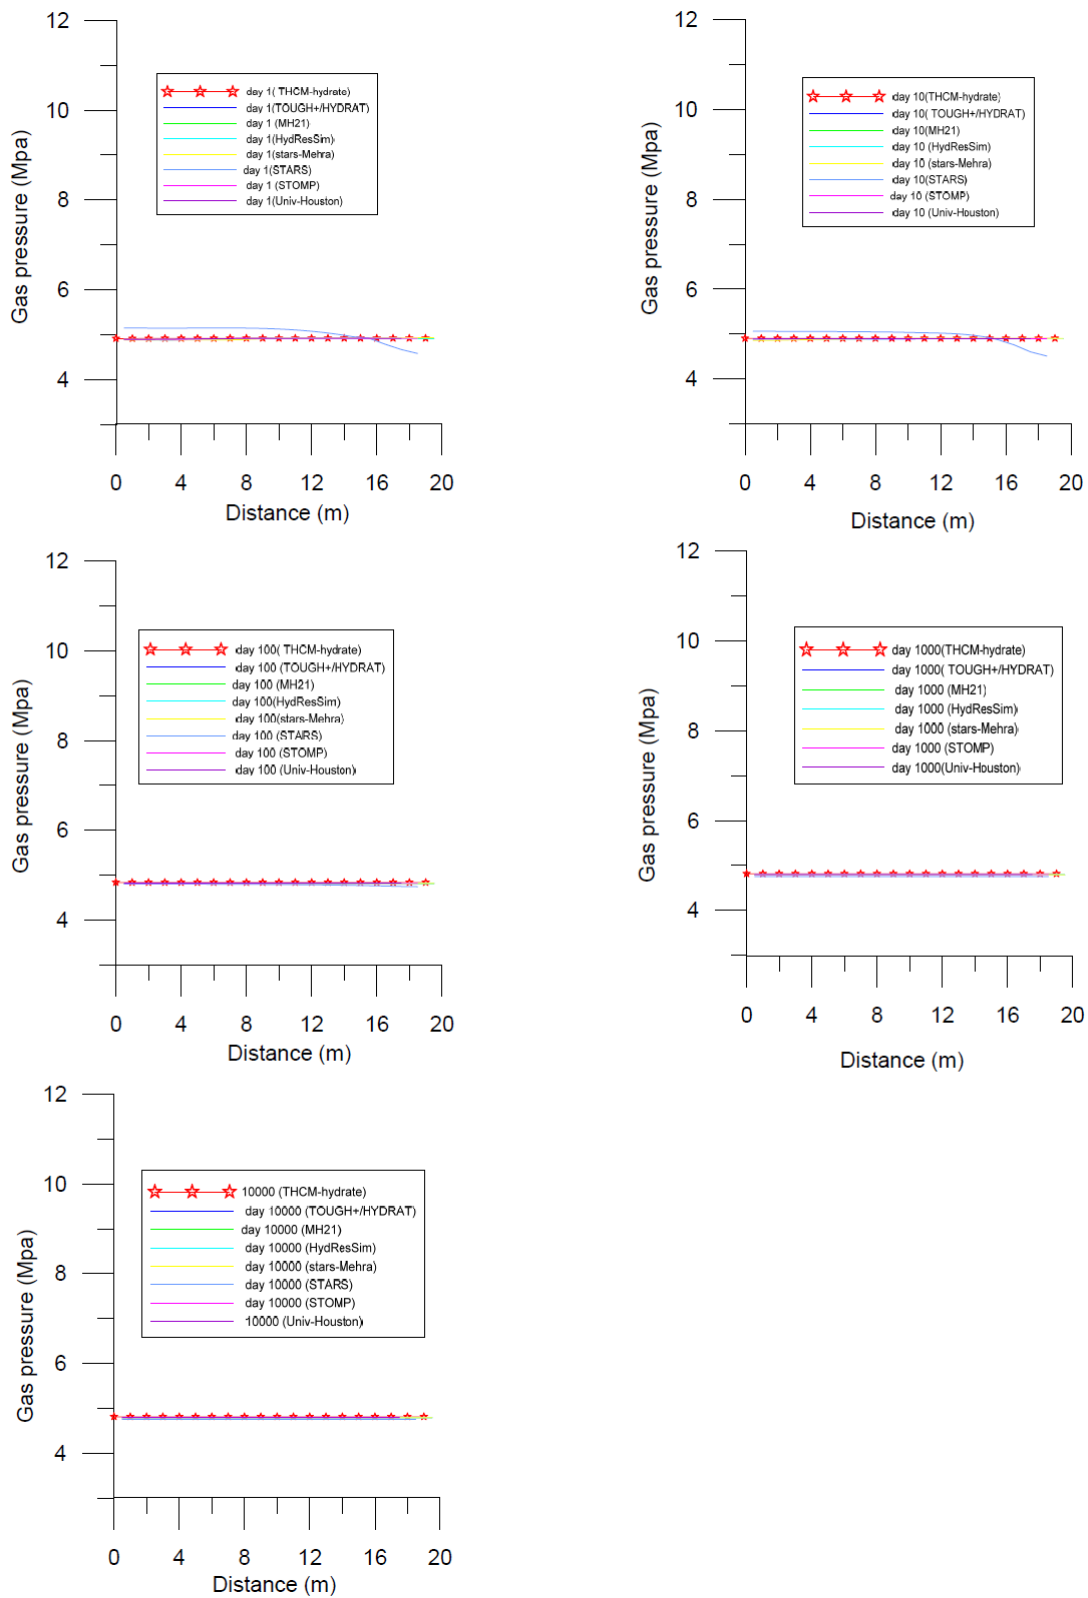 12
10
8
6
4
Gas pressure (Mpa)
day 1( THCM-hydrate)
day 1(TOUGH+/HYDRAT)
day 1 (MH21)
day 1(HydResSim)
day 1(stars-Mehra)
day 1(STARS)
day 1 (STOMP)
day 1(Univ-Houston)
0 4 8 12 16 20
Distance (m)
12
10
8
6
4
Gas pressure (Mpa)
day 10(THCM-hydrate)
day 10( TOUGH+/HYDRAT)
day 10(MH21)
day 10 (HydResSim)
day 10 (stars-Mehra)
day 10(STARS)
day 10 (STOMP)
day 10 (Univ-Houston)
0 4 8 12 16 20
Distance (m)
12
10
8
6
4
Gas pressure (Mpa)
day 100( THCM-hydrate)
day 100 (TOUGH+/HYDRAT)
day 100 (MH21)
day 100(HydResSim)
day 100(stars-Mehra)
day 100 (STARS)
day 100 (STOMP)
day 100 (Univ-Houston)
0 4 8 12 16 20
Distance (m)
12
10
8
6
4
Gas pressure (Mpa)
day 1000(THCM-hydrate)
day 1000( TOUGH+/HYDRAT)
day 1000 (MH21)
day 1000 (HydResSim)
day 1000 (stars-Mehra)
day 1000 (STOMP)
day 1000(Univ-Houston)
0 4 8 12 16 20
Distance (m)
12
10
8
6
4
Gas pressure (Mpa)
10000 (THCM-hydrate)
day 10000 (TOUGH+/HYDRAT)
day 10000 (MH21)
day 10000 (HydResSim)
day 10000 (stars-Mehra)
day 10000 (STARS)
day 10000 (STOMP)
10000 (Univ-Houston)
0 4 8 12 16 20
Distance (m)